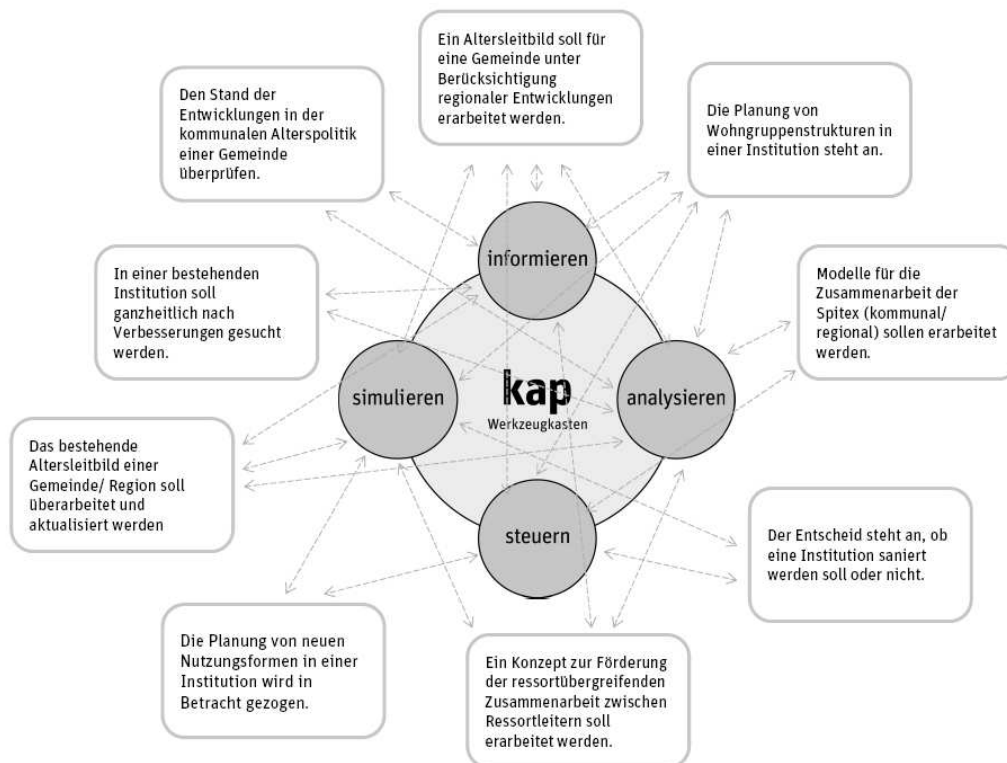 Ein Altersleitbild soll für
eine Gemeinde unter
Berücksichtigung
regionaler Entwicklungen
erarbeitet werden.
Den Stand der
Entwicklungen in der
kommunalen Alterspolitik
einer Gemeinde
überprüfen.
Die Planung von
Wohngruppenstrukturen in
einer Institution steht an.
informieren
In einer bestehenden
Institution soll
ganzheitlich nach
Verbesserungen gesucht
werden.
Modelle für die
Zusammenarbeit der
Spitex (kommunal/
regional) sollen erarbeitet
werden.
simulieren
kap
Werkzeugkasten
analysieren
Das bestehende
Altersleitbild einer
Gemeinde/ Region soll
überarbeitet und
aktualisiert werden
steuern
Der Entscheid steht an, ob
eine Institution saniert
werden soll oder nicht.
Die Planung von neuen
Nutzungsformen in einer
Institution wird in
Betracht gezogen.
Ein Konzept zur Förderung
der ressortübergreifenden
Zusammenarbeit zwischen
Ressortleitern soll
erarbeitet werden.